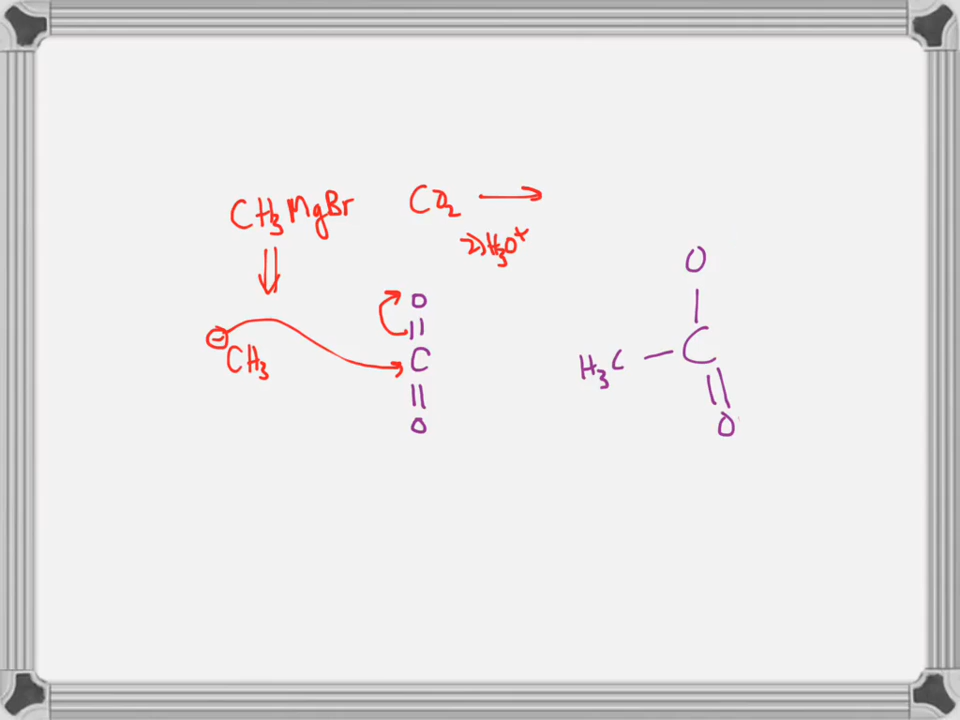 CH₃MgBr CO₂ →
2) H₃O⁺
O
O
⊖
CH₃
C
H₃C — C
O
O